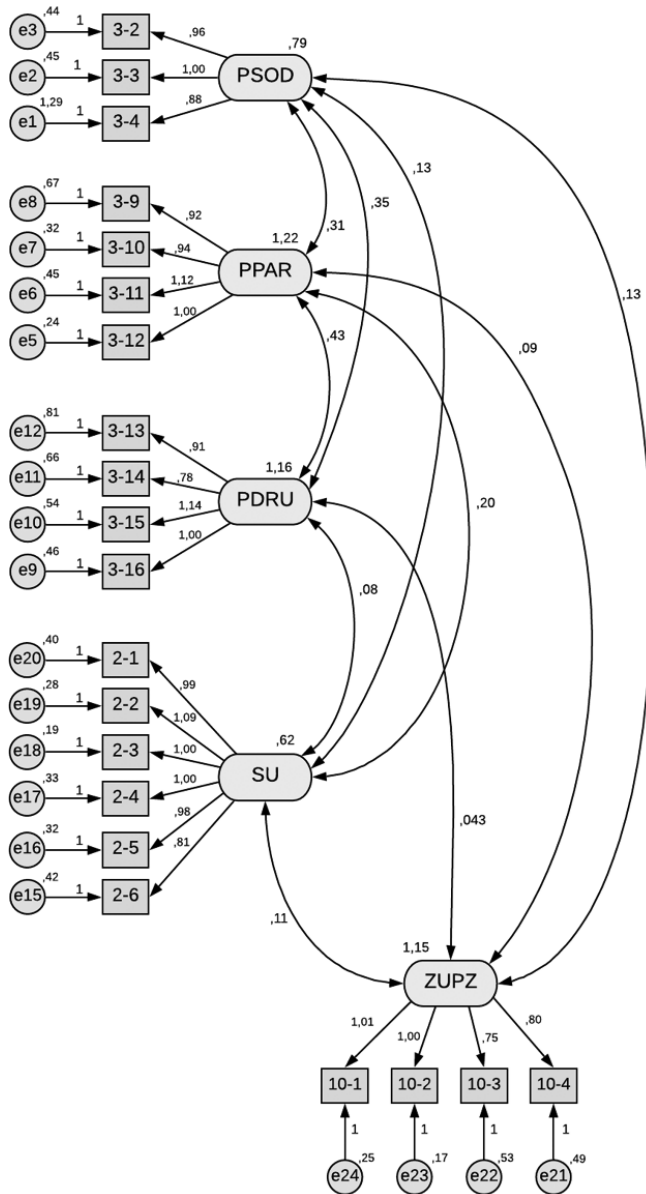 ,44
e3 1 3-2 ,96 ,79
,45
e2 1 3-3 1,00 PSOD
1,29
e1 1 3-4 ,88
,13
,35
,31
,13
,67
e8 1 3-9 ,92 1,22
,32
e7 1 3-10 ,94 PPAR
,45
e6 1 3-11 1,12
,24
e5 1 3-12 1,00
,43
,09
,81
e12 1 3-13 ,91 1,16
,66
e11 1 3-14 ,78 PDRU
,54
e10 1 3-15 1,14
,46
e9 1 3-16 1,00
,20
,08
,40
e20 1 2-1 ,99
,28
e19 1 2-2 1,09 ,62
,19
e18 1 2-3 1,00 SU
,33
e17 1 2-4 1,00
,32
e16 1 2-5 ,98
,42
e15 1 2-6 ,81
,043
,11
1,15
ZUPZ
1,01 1,00 ,75 ,80
10-1 10-2 10-3 10-4
1 1 1 1
e24 ,25 e23 ,17 e22 ,53 e21 ,49